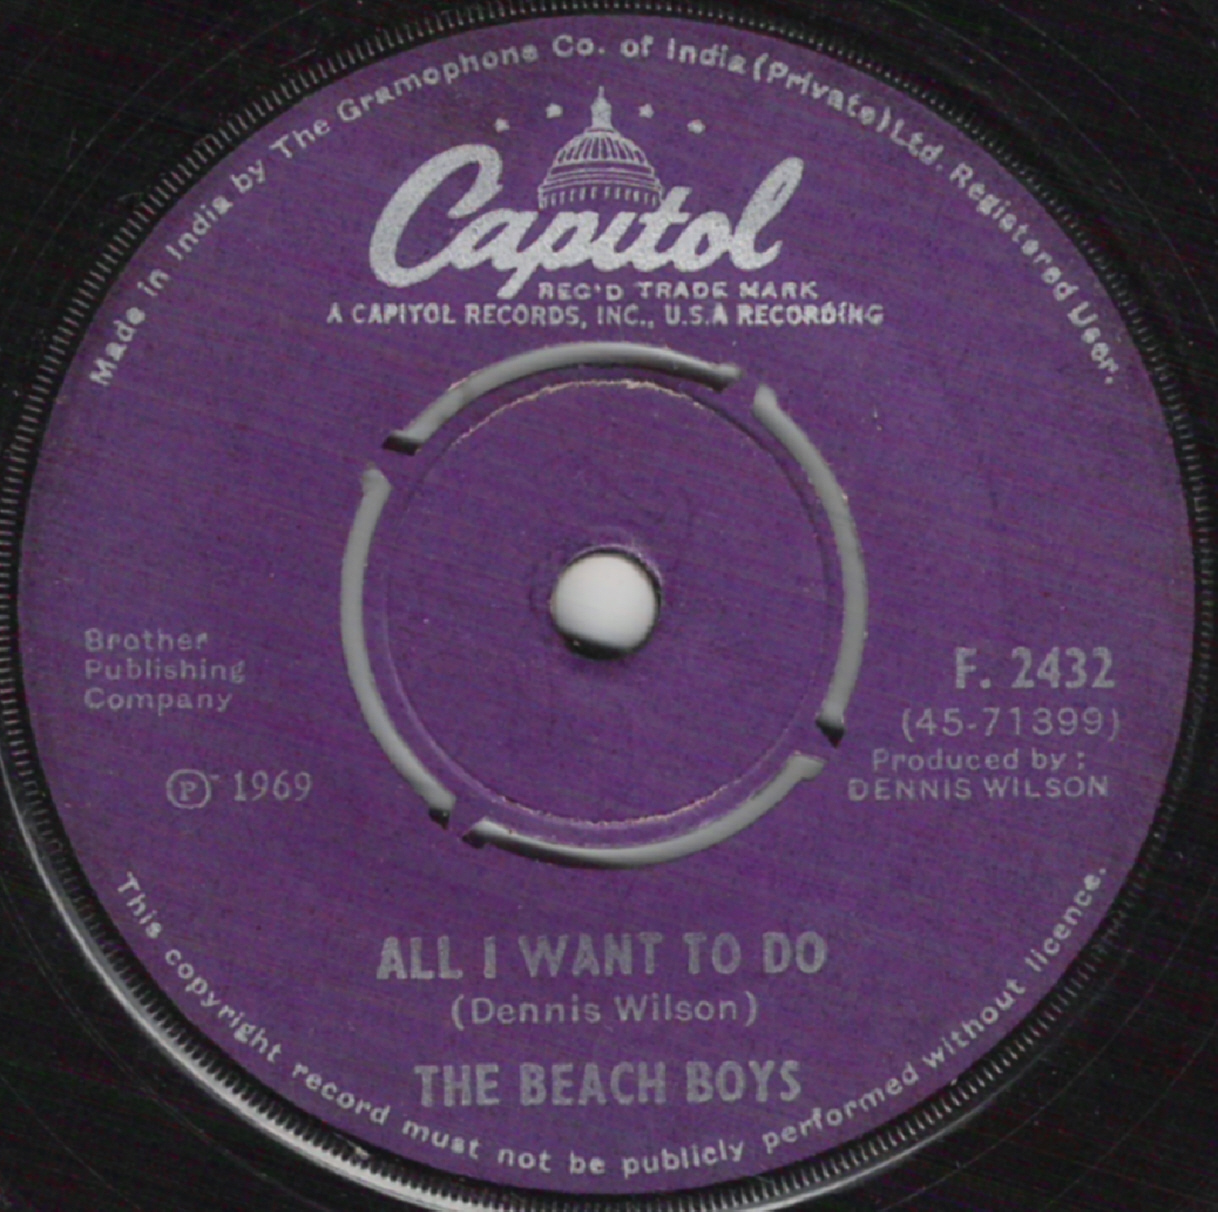 Made in India by The Gramophone Co. of India (Private) Ltd. Registered User.
Capitol
REG'D TRADE MARK
A CAPITOL RECORDS, INC., U.S.A RECORDING
Brother
Publishing
Company
Ⓟ 1969
F. 2432
(45-71399)
Produced by :
DENNIS WILSON
ALL I WANT TO DO
(Dennis Wilson)
THE BEACH BOYS
This copyright record must not be publicly performed without licence.